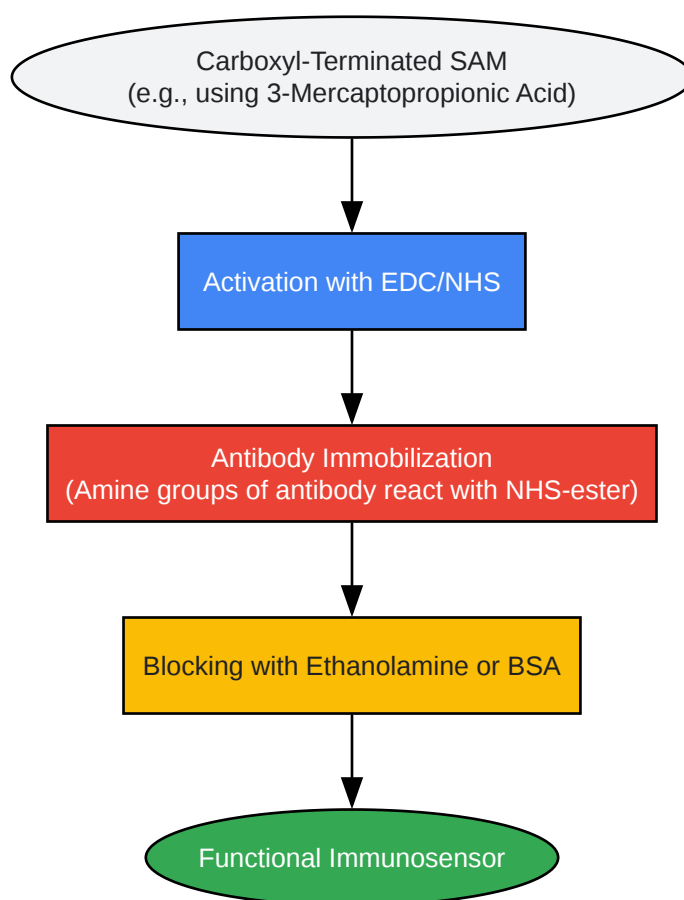 Carboxyl-Terminated SAM
(e.g., using 3-Mercaptopropionic Acid)
Activation with EDC/NHS
Antibody Immobilization
(Amine groups of antibody react with NHS-ester)
Blocking with Ethanolamine or BSA
Functional Immunosensor